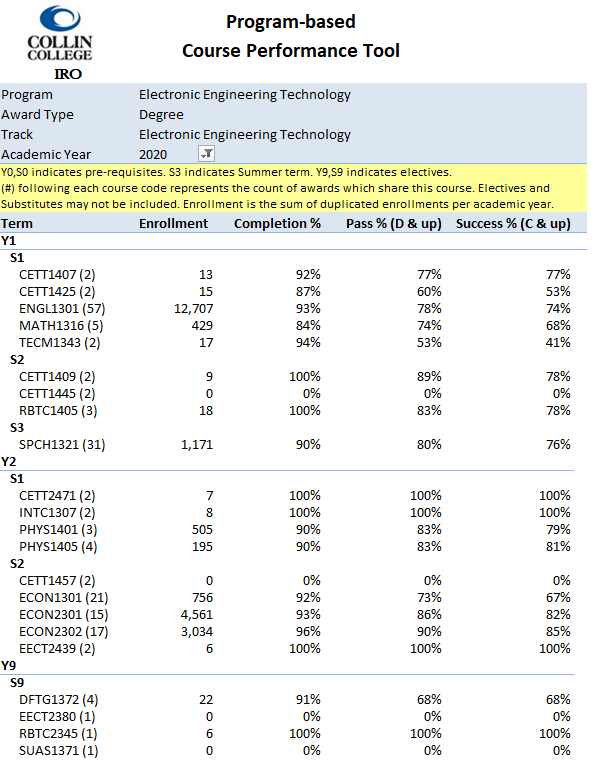 Program-based
Course Performance Tool
COLLIN
COLLEGE
IRO
Program Electronic Engineering Technology
Award Type Degree
Track Electronic Engineering Technology
Academic Year 2020
Y0,S0 indicates pre-requisites. S3 indicates Summer term. Y9,S9 indicates electives.
(#) following each course code represents the count of awards which share this course. Electives and
Substitutes may not be included. Enrollment is the sum of duplicated enrollments per academic year.
Term Enrollment Completion % Pass % (D & up) Success % (C & up)
Y1
S1
CETT1407 (2) 13 92% 77% 77%
CETT1425 (2) 15 87% 60% 53%
ENGL1301 (57) 12,707 93% 78% 74%
MATH1316 (5) 429 84% 74% 68%
TECM1343 (2) 17 94% 53% 41%
S2
CETT1409 (2) 9 100% 89% 78%
CETT1445 (2) 0 0% 0% 0%
RBTC1405 (3) 18 100% 83% 78%
S3
SPCH1321 (31) 1,171 90% 80% 76%
Y2
S1
CETT2471 (2) 7 100% 100% 100%
INTC1307 (2) 8 100% 100% 100%
PHYS1401 (3) 505 90% 83% 79%
PHYS1405 (4) 195 90% 83% 81%
S2
CETT1457 (2) 0 0% 0% 0%
ECON1301 (21) 756 92% 73% 67%
ECON2301 (15) 4,561 93% 86% 82%
ECON2302 (17) 3,034 96% 90% 85%
EECT2439 (2) 6 100% 100% 100%
Y9
S9
DFTG1372 (4) 22 91% 68% 68%
EECT2380 (1) 0 0% 0% 0%
RBTC2345 (1) 6 100% 100% 100%
SUAS1371 (1) 0 0% 0% 0%